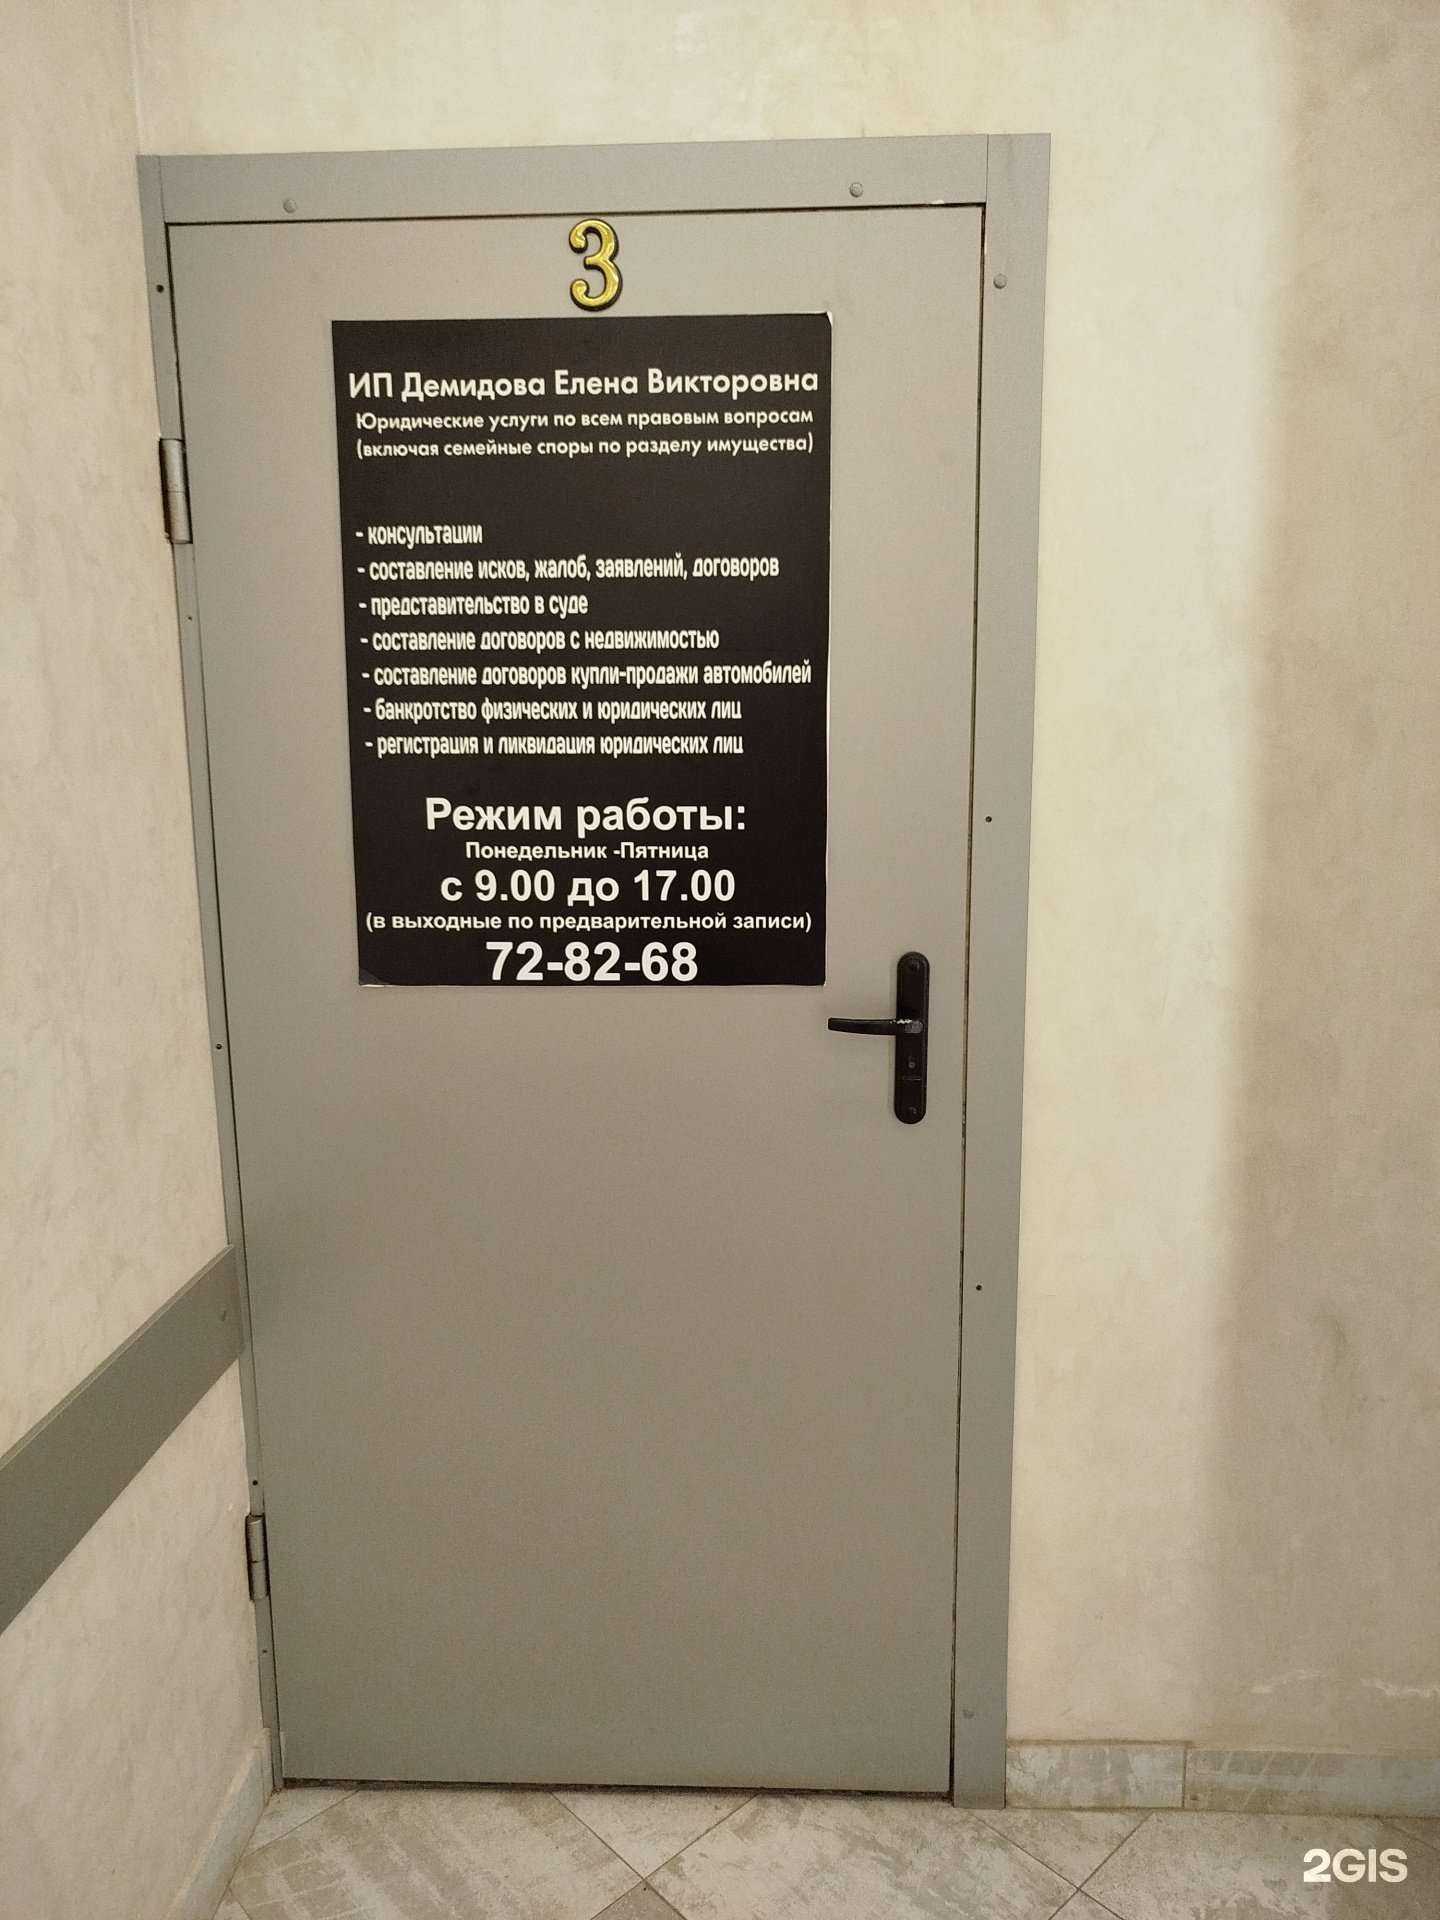 3
ИП Демидова Елена Викторовна
Юридические услуги по всем правовым вопросам
(включая семейные споры по разделу имущества)
- консультации
- составление исков, жалоб, заявлений, договоров
- представительство в суде
- составление договоров с недвижимостью
- составление договоров купли-продажи автомобилей
- банкротство физических и юридических лиц
- регистрация и ликвидация юридических лиц
Режим работы:
Понедельник -Пятница
с 9.00 до 17.00
(в выходные по предварительной записи)
72-82-68
2GIS